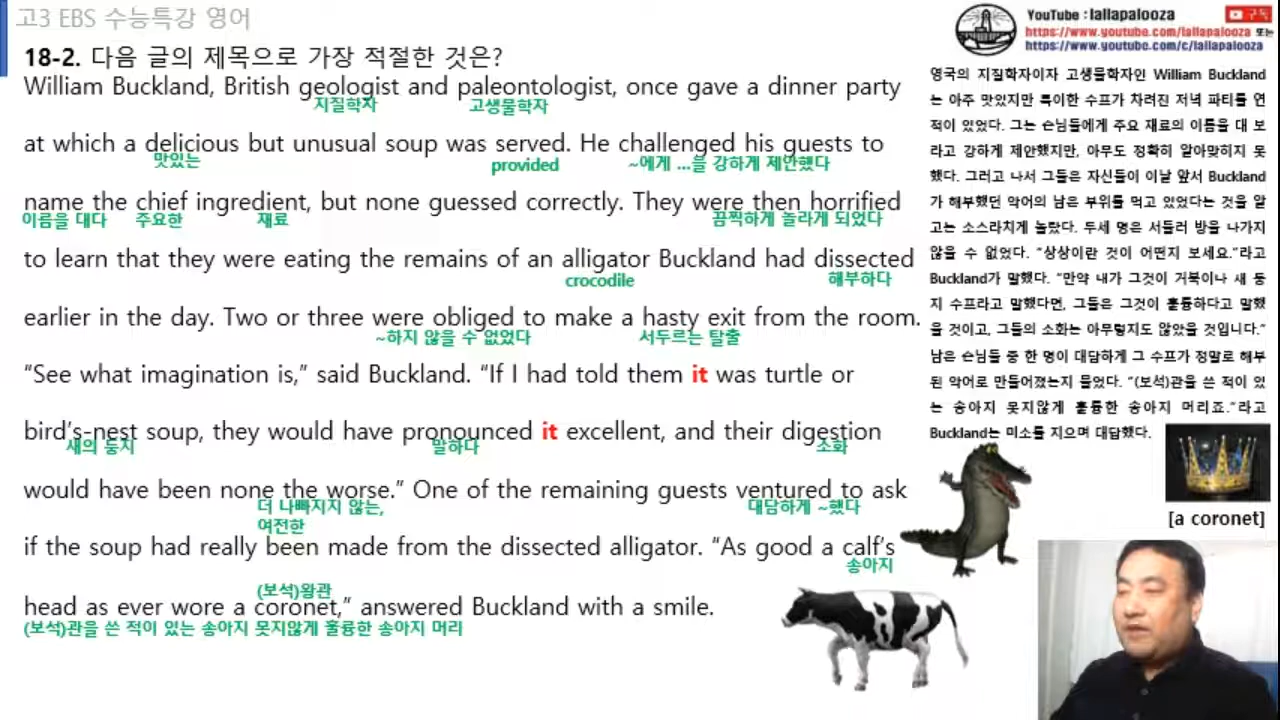 고3 EBS 수능특강 영어
18-2. 다음 글의 제목으로 가장 적절한 것은?
William Buckland, British geologist and paleontologist, once gave a dinner party
지질학자 고생물학자
at which a delicious but unusual soup was served. He challenged his guests to
맛있는 provided ~에게 ...을 강하게 제안했다
name the chief ingredient, but none guessed correctly. They were then horrified
이름을 대다 주요한 재료 끔찍하게 놀라게 되었다
to learn that they were eating the remains of an alligator Buckland had dissected
crocodile 해부하다
earlier in the day. Two or three were obliged to make a hasty exit from the room.
~하지 않을 수 없었다 서두르는 탈출
“See what imagination is,” said Buckland. “If I had told them it was turtle or
bird’s-nest soup, they would have pronounced it excellent, and their digestion
새의 둥지 말하다 소화
would have been none the worse.” One of the remaining guests ventured to ask
더 나빠지지 않는, 대담하게 ~했다
여전한
if the soup had really been made from the dissected alligator. “As good a calf’s
송아지
(보석)왕관
head as ever wore a coronet,” answered Buckland with a smile.
(보석)관을 쓴 적이 있는 송아지 못지않게 훌륭한 송아지 머리
YouTube : lallapalooza 구독
https://www.youtube.com/lallapalooza 또는
https://www.youtube.com/c/lallapalooza
영국의 지질학자이자 고생물학자인 William Buckland
는 아주 맛있지만 특이한 수프가 차려진 저녁 파티를 연
적이 있었다. 그는 손님들에게 주요 재료의 이름을 대 보
라고 강하게 제안했지만, 아무도 정확히 알아맞히지 못
했다. 그러고 나서 그들은 자신들이 이날 앞서 Buckland
가 해부했던 악어의 남은 부위를 먹고 있었다는 것을 알
고는 소스라치게 놀랐다. 두세 명은 서둘러 방을 나가지
않을 수 없었다. “상상이란 것이 어떤지 보세요.”라고
Buckland가 말했다. “만약 내가 그것이 거북이나 새 둥
지 수프라고 말했다면, 그들은 그것이 훌륭하다고 말했
을 것이고, 그들의 소화는 아무렇지도 않았을 것입니다.”
남은 손님들 중 한 명이 대담하게 그 수프가 정말로 해부
된 악어로 만들어졌는지 물었다. “(보석)관을 쓴 적이 있
는 송아지 못지않게 훌륭한 송아지 머리죠.”라고
Buckland는 미소를 지으며 대답했다.
[a coronet]